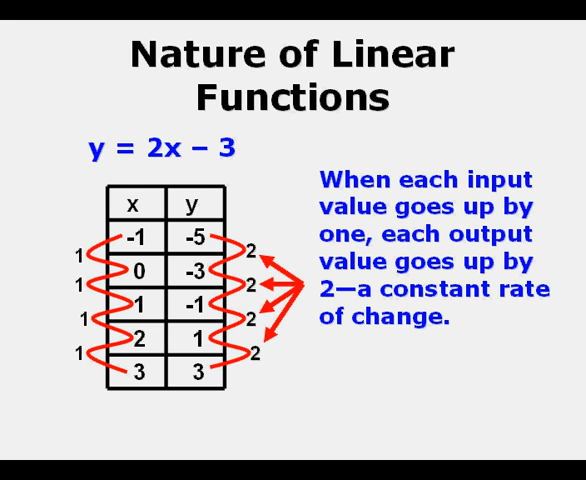 Nature of Linear
Functions
y = 2x – 3
When each input
value goes up by
one, each output
value goes up by
2—a constant rate
of change.
x y
-1 -5
1 2
0 -3
1 2
1 -1
1 2
2 1
1 2
3 3